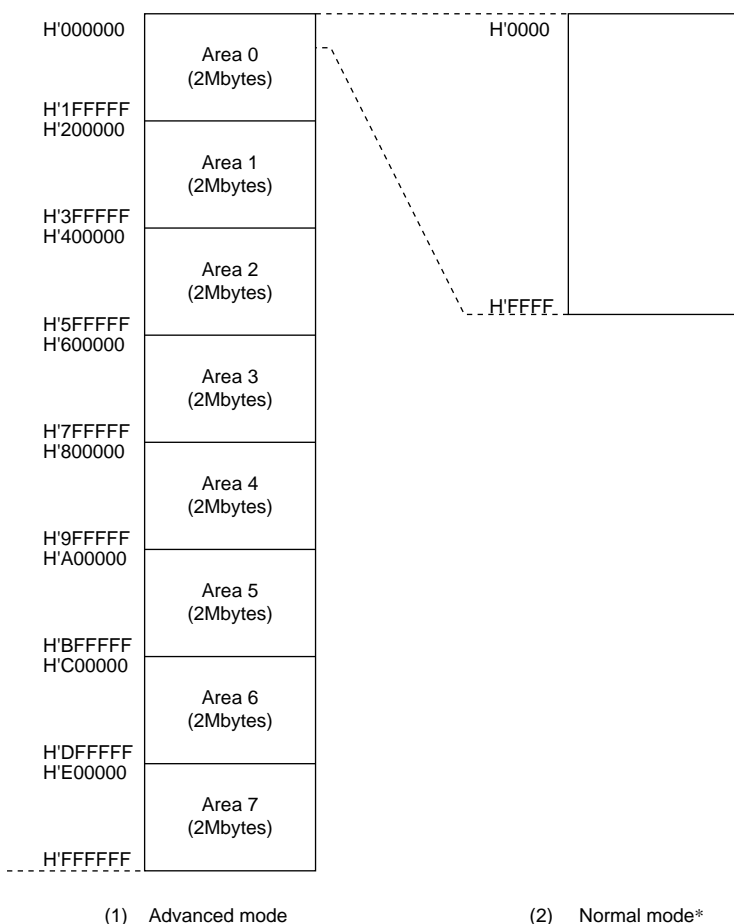 H'000000
Area 0
(2Mbytes)
H'1FFFFF
H'200000
Area 1
(2Mbytes)
H'3FFFFF
H'400000
Area 2
(2Mbytes)
H'5FFFFF
H'600000
Area 3
(2Mbytes)
H'7FFFFF
H'800000
Area 4
(2Mbytes)
H'9FFFFF
H'A00000
Area 5
(2Mbytes)
H'BFFFFF
H'C00000
Area 6
(2Mbytes)
H'DFFFFF
H'E00000
Area 7
(2Mbytes)
H'FFFFFF
(1) Advanced mode
H'0000
H'FFFF
(2) Normal mode*